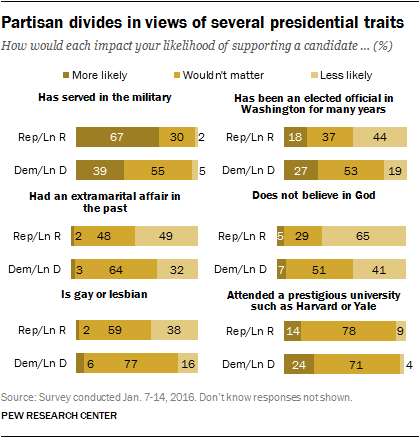 Partisan divides in views of several presidential traits
How would each impact your likelihood of supporting a candidate ... (%)
More likely Wouldn't matter Less likely
Has served in the military
Rep/Ln R 67 30 2
Dem/Ln D 39 55 5
Has been an elected official in
Washington for many years
Rep/Ln R 18 37 44
Dem/Ln D 27 53 19
Had an extramarital affair in
the past
Rep/Ln R 2 48 49
Dem/Ln D 3 64 32
Does not believe in God
Rep/Ln R 5 29 65
Dem/Ln D 7 51 41
Is gay or lesbian
Rep/Ln R 2 59 38
Dem/Ln D 6 77 16
Attended a prestigious university
such as Harvard or Yale
Rep/Ln R 14 78 9
Dem/Ln D 24 71 4
Source: Survey conducted Jan. 7-14, 2016. Don't know responses not shown.
PEW RESEARCH CENTER